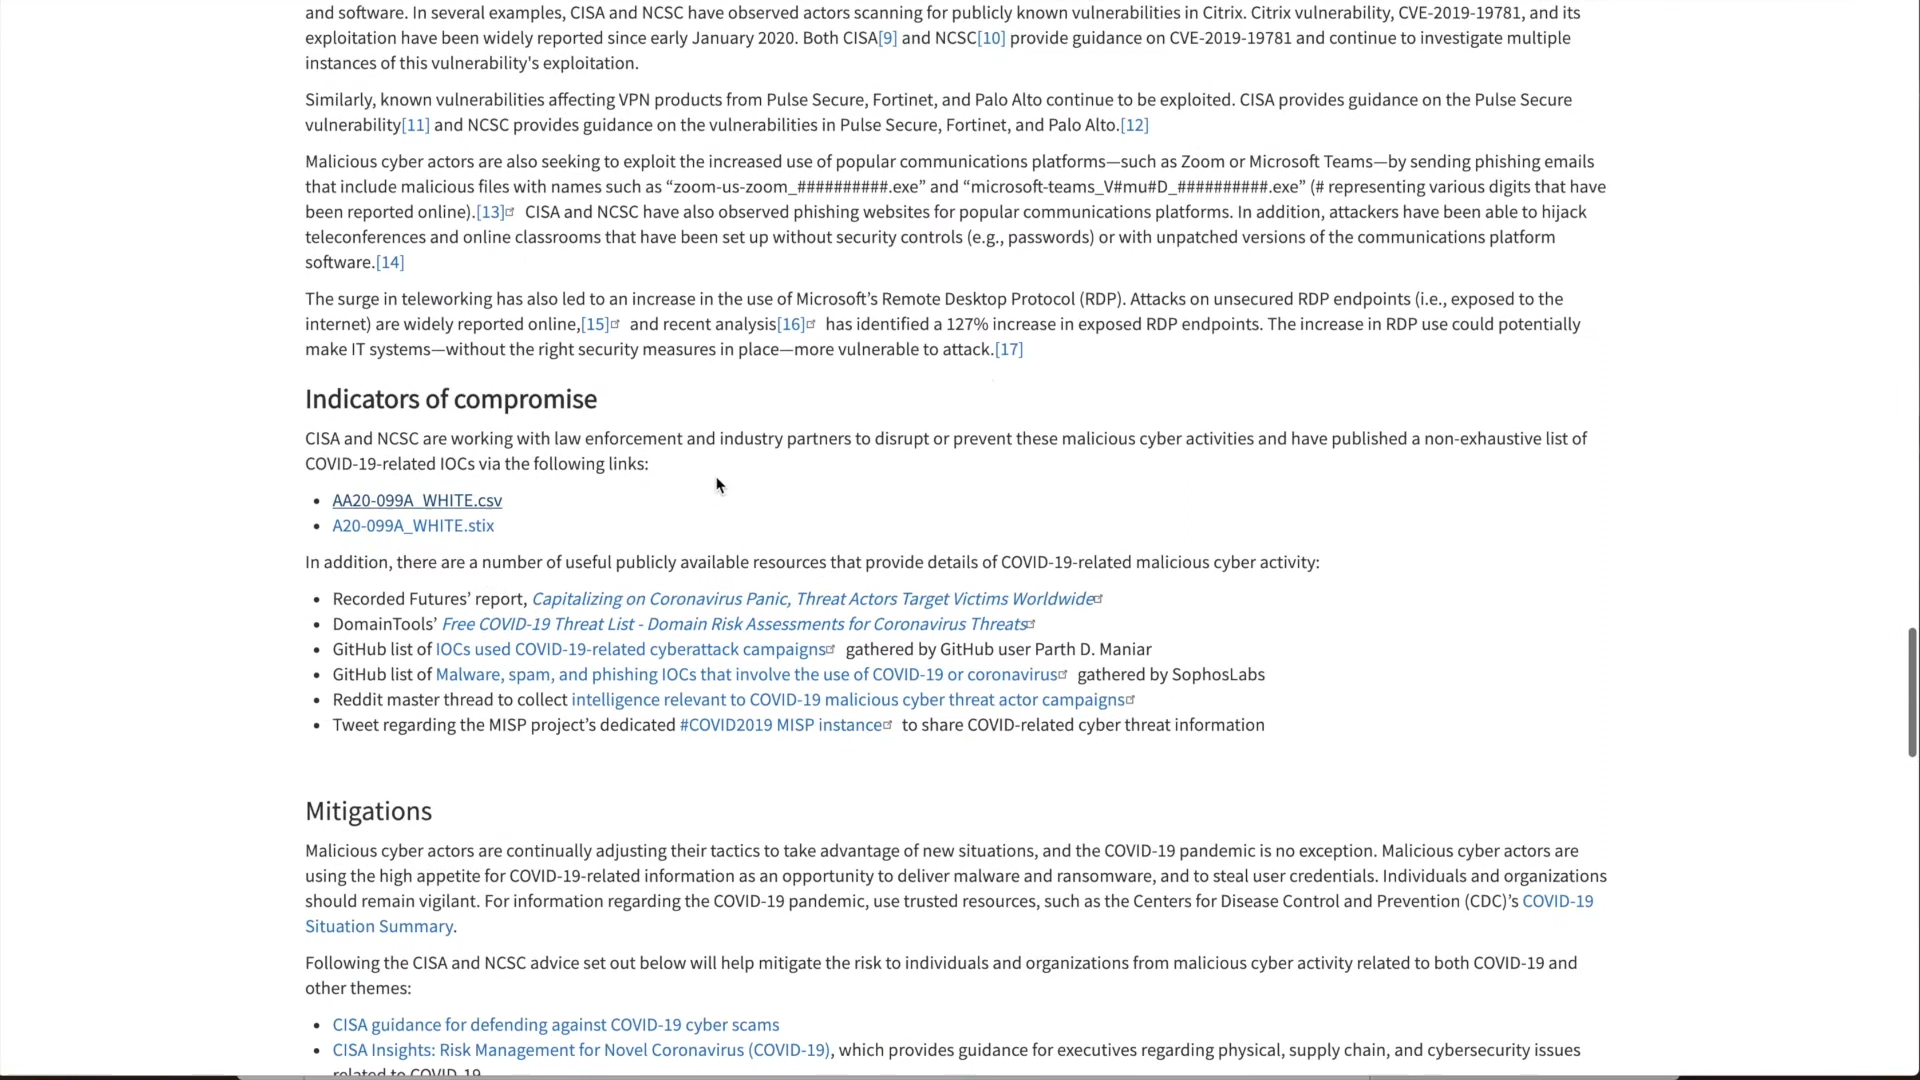 and software. In several examples, CISA and NCSC have observed actors scanning for publicly known vulnerabilities in Citrix. Citrix vulnerability, CVE-2019-19781, and its
exploitation have been widely reported since early January 2020. Both CISA[9] and NCSC[10] provide guidance on CVE-2019-19781 and continue to investigate multiple
instances of this vulnerability's exploitation.
Similarly, known vulnerabilities affecting VPN products from Pulse Secure, Fortinet, and Palo Alto continue to be exploited. CISA provides guidance on the Pulse Secure
vulnerability[11] and NCSC provides guidance on the vulnerabilities in Pulse Secure, Fortinet, and Palo Alto.[12]
Malicious cyber actors are also seeking to exploit the increased use of popular communications platforms—such as Zoom or Microsoft Teams—by sending phishing emails
that include malicious files with names such as “zoom-us-zoom_##########.exe” and “microsoft-teams_V#mu#D_##########.exe” (# representing various digits that have
been reported online).[13] CISA and NCSC have also observed phishing websites for popular communications platforms. In addition, attackers have been able to hijack
teleconferences and online classrooms that have been set up without security controls (e.g., passwords) or with unpatched versions of the communications platform
software.[14]
The surge in teleworking has also led to an increase in the use of Microsoft’s Remote Desktop Protocol (RDP). Attacks on unsecured RDP endpoints (i.e., exposed to the
internet) are widely reported online,[15] and recent analysis[16] has identified a 127% increase in exposed RDP endpoints. The increase in RDP use could potentially
make IT systems—without the right security measures in place—more vulnerable to attack.[17]
Indicators of compromise
CISA and NCSC are working with law enforcement and industry partners to disrupt or prevent these malicious cyber activities and have published a non-exhaustive list of
COVID-19-related IOCs via the following links:
• AA20-099A_WHITE.csv
• A20-099A_WHITE.stix
In addition, there are a number of useful publicly available resources that provide details of COVID-19-related malicious cyber activity:
• Recorded Futures’ report, Capitalizing on Coronavirus Panic, Threat Actors Target Victims Worldwide
• DomainTools’ Free COVID-19 Threat List - Domain Risk Assessments for Coronavirus Threats
• GitHub list of IOCs used COVID-19-related cyberattack campaigns gathered by GitHub user Parth D. Maniar
• GitHub list of Malware, spam, and phishing IOCs that involve the use of COVID-19 or coronavirus gathered by SophosLabs
• Reddit master thread to collect intelligence relevant to COVID-19 malicious cyber threat actor campaigns
• Tweet regarding the MISP project’s dedicated #COVID2019 MISP instance to share COVID-related cyber threat information
Mitigations
Malicious cyber actors are continually adjusting their tactics to take advantage of new situations, and the COVID-19 pandemic is no exception. Malicious cyber actors are
using the high appetite for COVID-19-related information as an opportunity to deliver malware and ransomware, and to steal user credentials. Individuals and organizations
should remain vigilant. For information regarding the COVID-19 pandemic, use trusted resources, such as the Centers for Disease Control and Prevention (CDC)’s COVID-19
Situation Summary.
Following the CISA and NCSC advice set out below will help mitigate the risk to individuals and organizations from malicious cyber activity related to both COVID-19 and
other themes:
• CISA guidance for defending against COVID-19 cyber scams
• CISA Insights: Risk Management for Novel Coronavirus (COVID-19), which provides guidance for executives regarding physical, supply chain, and cybersecurity issues
related to COVID-19